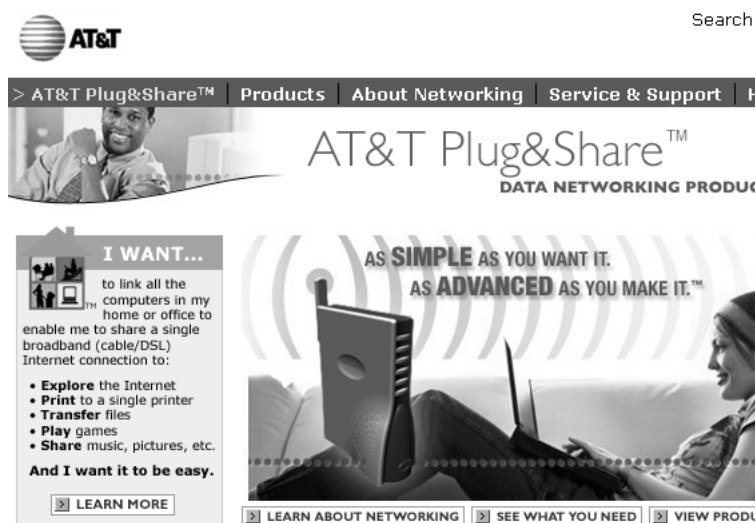 Search
AT&T
> AT&T Plug&Share™ Products About Networking Service & Support
AT&T Plug&Share™
DATA NETWORKING
I WANT...
to link all the
computers in my
home or office to
enable me to share a single
broadband (cable/DSL)
Internet connection to:
• Explore the Internet
• Print to a single printer
• Transfer files
• Play games
• Share music, pictures, etc.
And I want it to be easy.
LEARN MORE
TM
AS SIMPLE AS YOU WANT IT.
AS ADVANCED AS YOU MAKE IT.™
LEARN ABOUT NETWORKING SEE WHAT YOU NEED VIEW